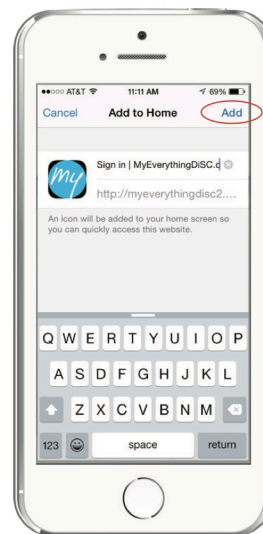 ●●○○○ AT&T 11:11 AM 69%
Cancel Add to Home Add
My
Sign in | MyEverythingDiSC.c
http://myeverythingdisc2....
An icon will be added to your home screen so
you can quickly access this website.
Q W E R T Y U I O P
A S D F G H J K L
Z X C V B N M
123 space return